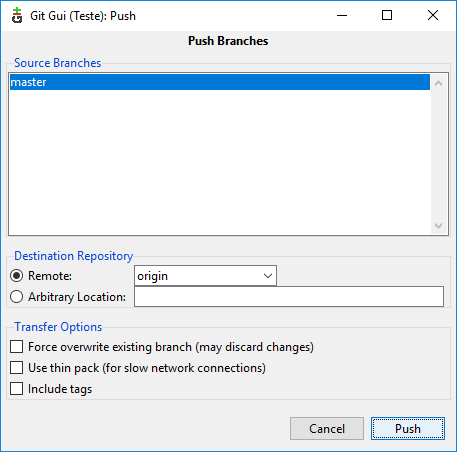 Git Gui (Teste): Push
Push Branches
Source Branches
master
Destination Repository
Remote:
origin
Arbitrary Location:
Transfer Options
Force overwrite existing branch (may discard changes)
Use thin pack (for slow network connections)
Include tags
Cancel
Push